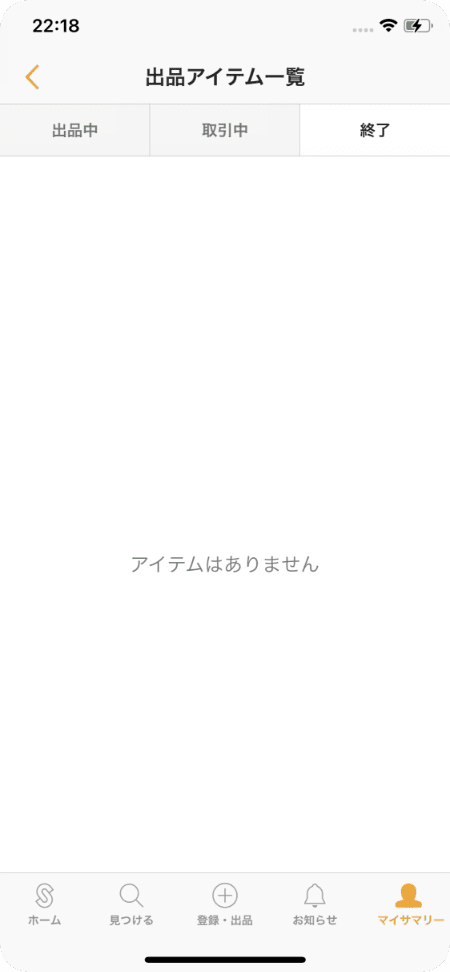 22:18
出品アイテム一覧
出品中
取引中
終了
アイテムはありません
ホーム
見つける
登録・出品
お知らせ
マイサマリー